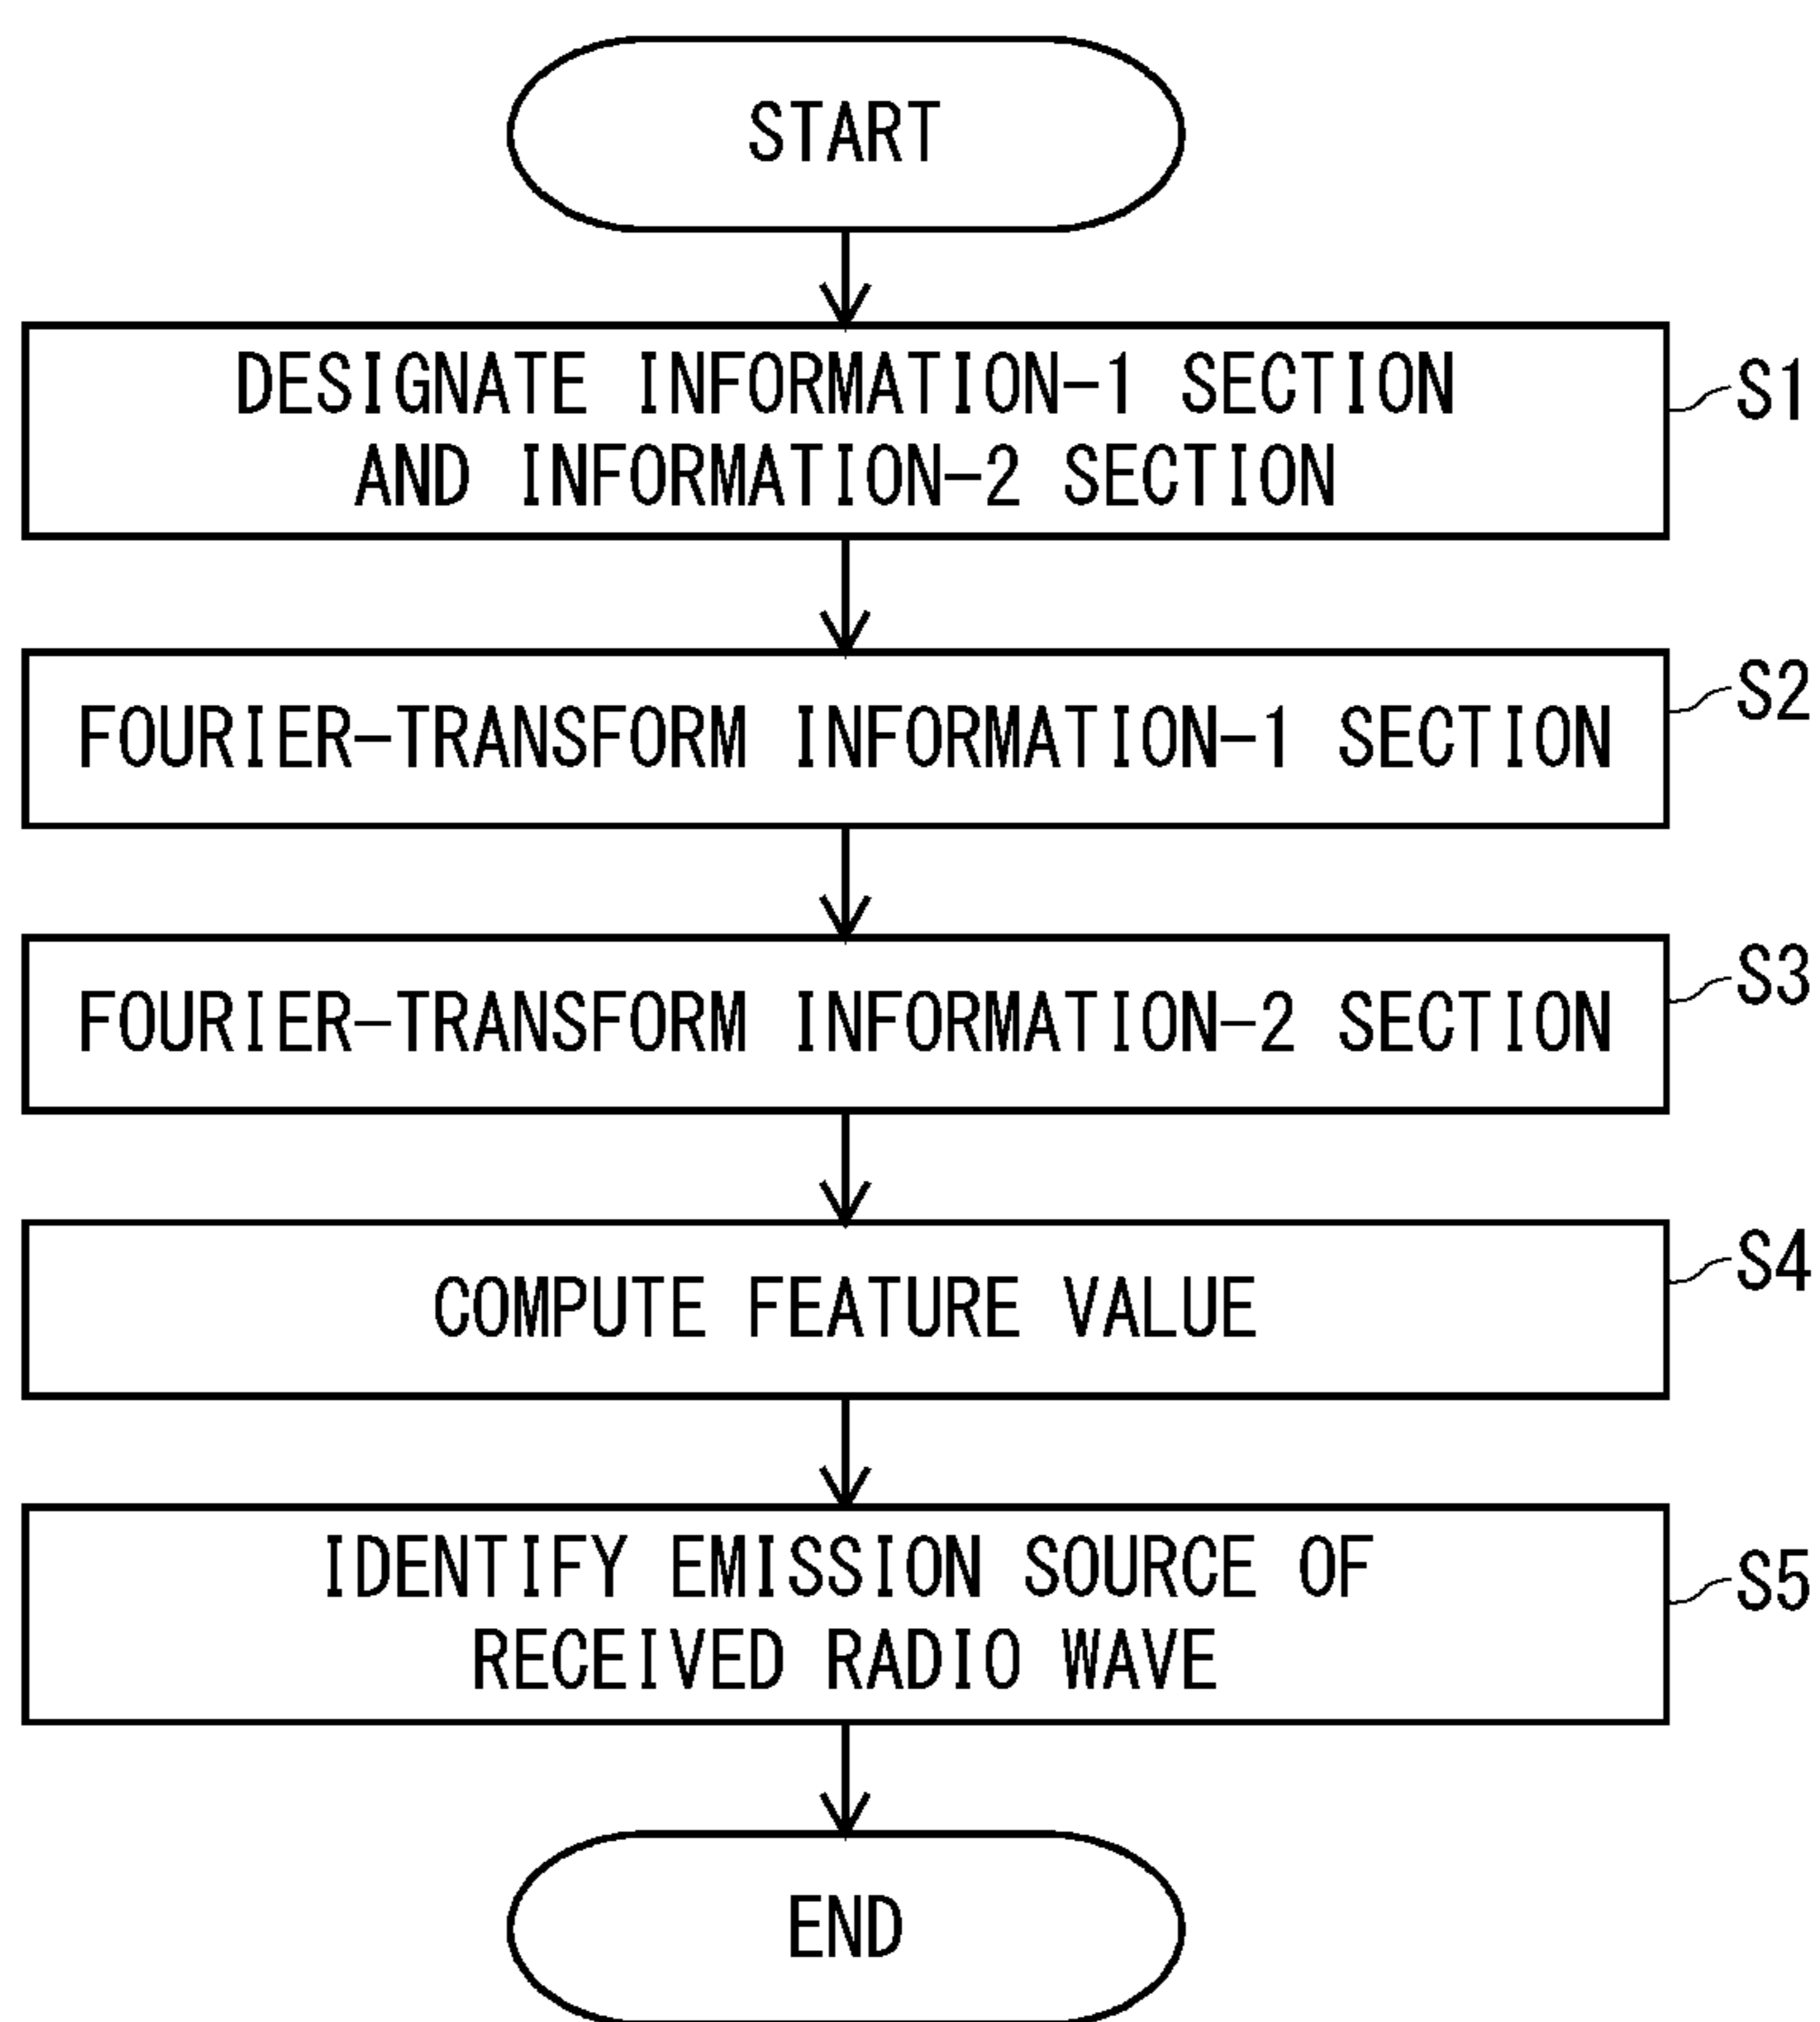 START
DESIGNATE INFORMATION-1 SECTION
AND INFORMATION-2 SECTION
S1
FOURIER-TRANSFORM INFORMATION-1 SECTION
S2
FOURIER-TRANSFORM INFORMATION-2 SECTION
S3
COMPUTE FEATURE VALUE
S4
IDENTIFY EMISSION SOURCE OF
RECEIVED RADIO WAVE
S5
END